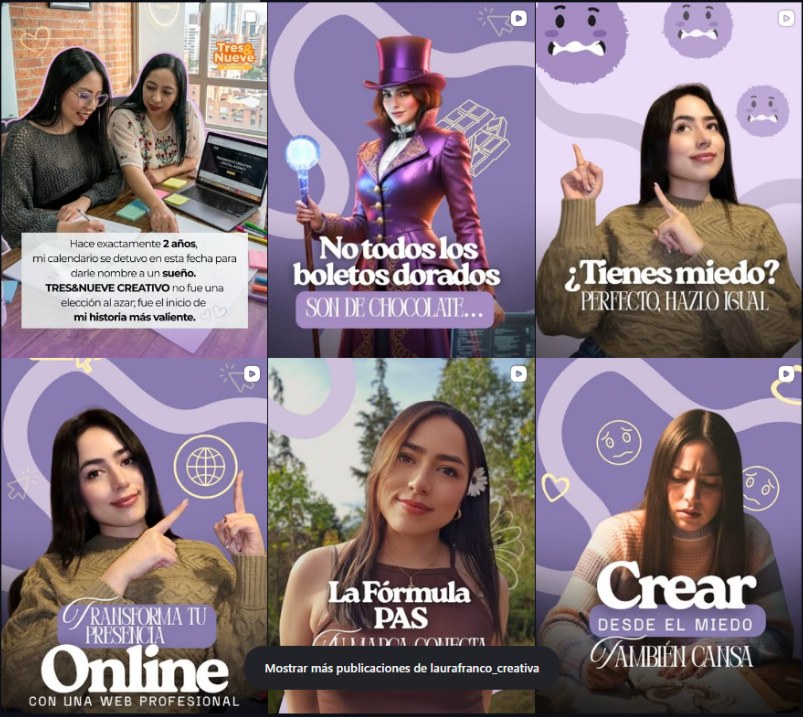 Tres&
Nueve
Hace exactamente 2 años,
mi calendario se detuvo en esta fecha para
darle nombre a un sueño.
TRES&NUEVE CREATIVO no fue una
elección al azar; fue el inicio de
mi historia más valiente.
No todos los
boletos dorados
SON DE CHOCOLATE...
¿Tienes miedo?
PERFECTO, HAZLO IGUAL
TRANSFORMA TU
PRESENCIA
Online
CON UNA WEB PROFESIONAL
La Fórmula
PAS
TU MARCA CONECTA
Crear
DESDE EL MIEDO
TAMBIÉN CANSA
Mostrar más publicaciones de laurafranco_creativa